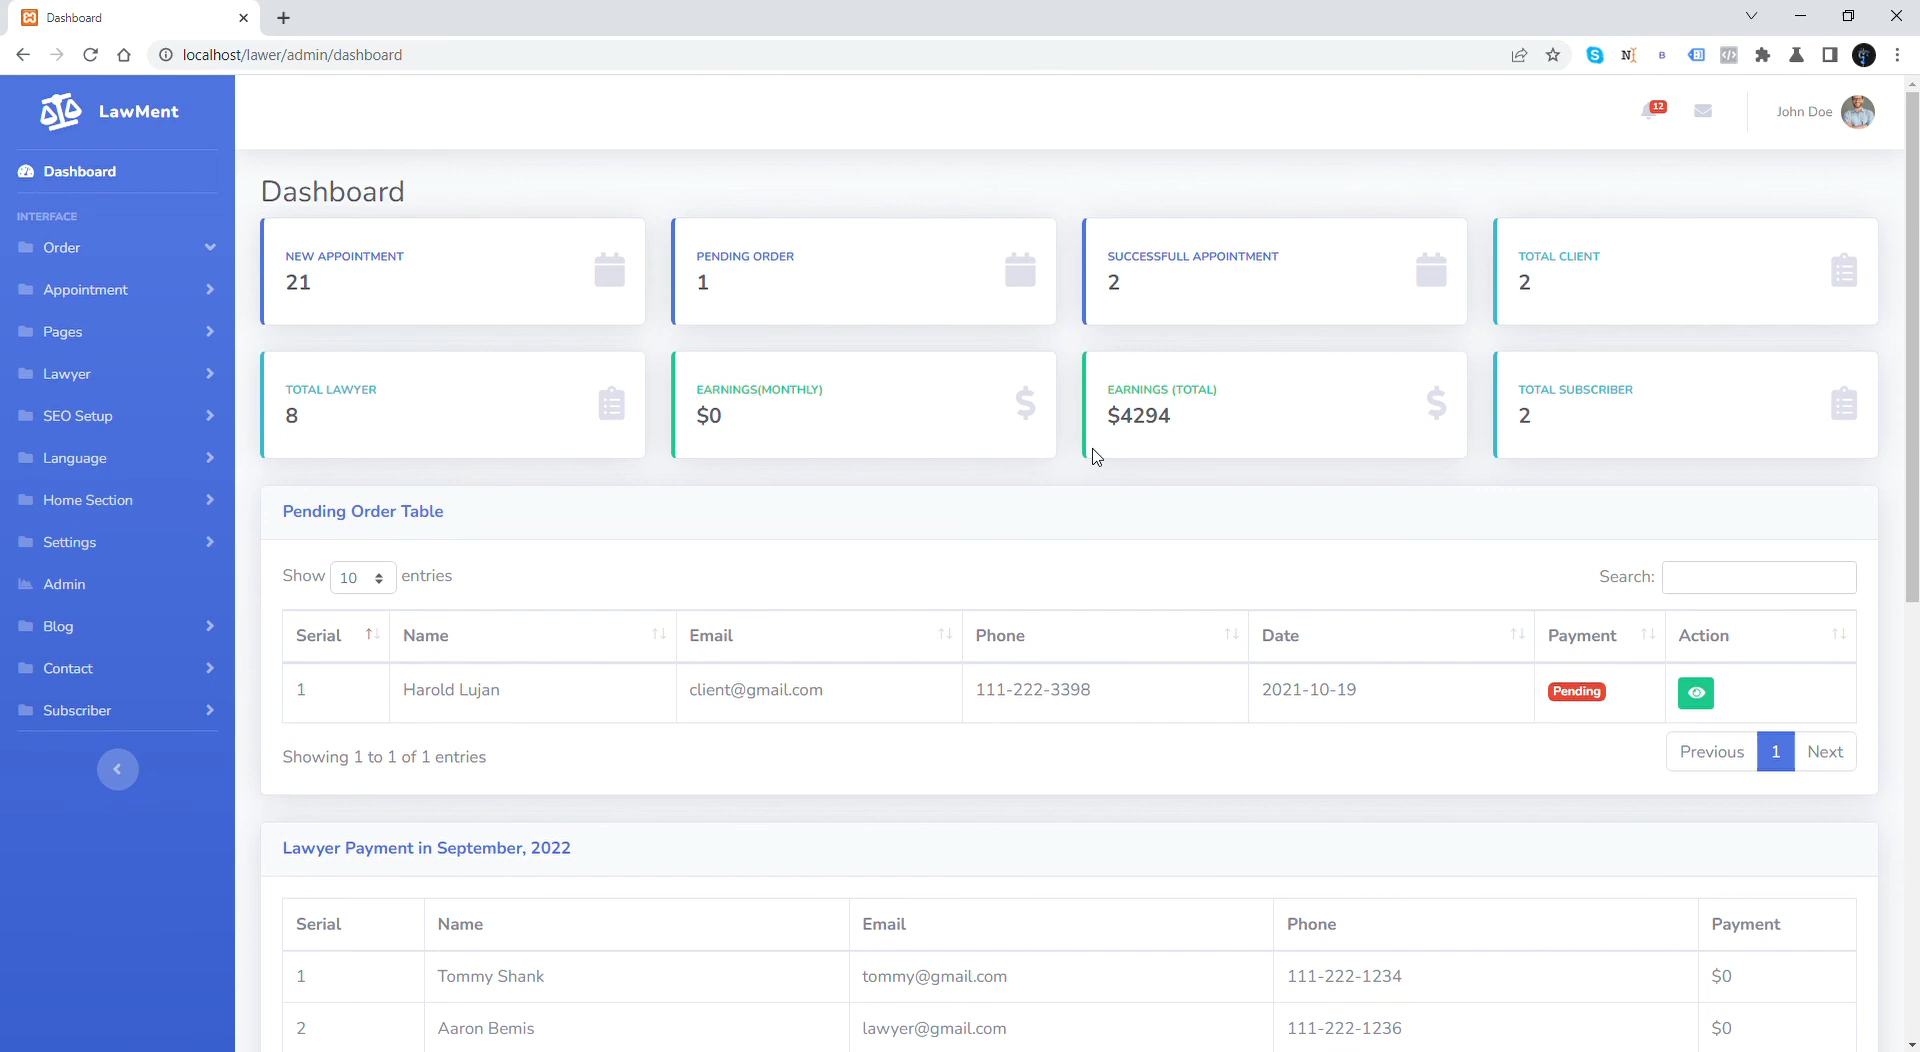 Dashboard
localhost/lawer/admin/dashboard
LawMent
12
John Doe
Dashboard
INTERFACE
Order
Appointment
Pages
Lawyer
SEO Setup
Language
Home Section
Settings
Admin
Blog
Contact
Subscriber
Dashboard
NEW APPOINTMENT
21
PENDING ORDER
1
SUCCESSFULL APPOINTMENT
2
TOTAL CLIENT
2
TOTAL LAWYER
8
EARNINGS(MONTHLY)
$0
EARNINGS (TOTAL)
$4294
TOTAL SUBSCRIBER
2
Pending Order Table
Show 10 entries
Search:
Serial Name Email Phone Date Payment Action
1 Harold Lujan client@gmail.com 111-222-3398 2021-10-19 Pending
Showing 1 to 1 of 1 entries
Previous 1 Next
Lawyer Payment in September, 2022
Serial Name Email Phone Payment
1 Tommy Shank tommy@gmail.com 111-222-1234 $0
2 Aaron Bemis lawyer@gmail.com 111-222-1236 $0